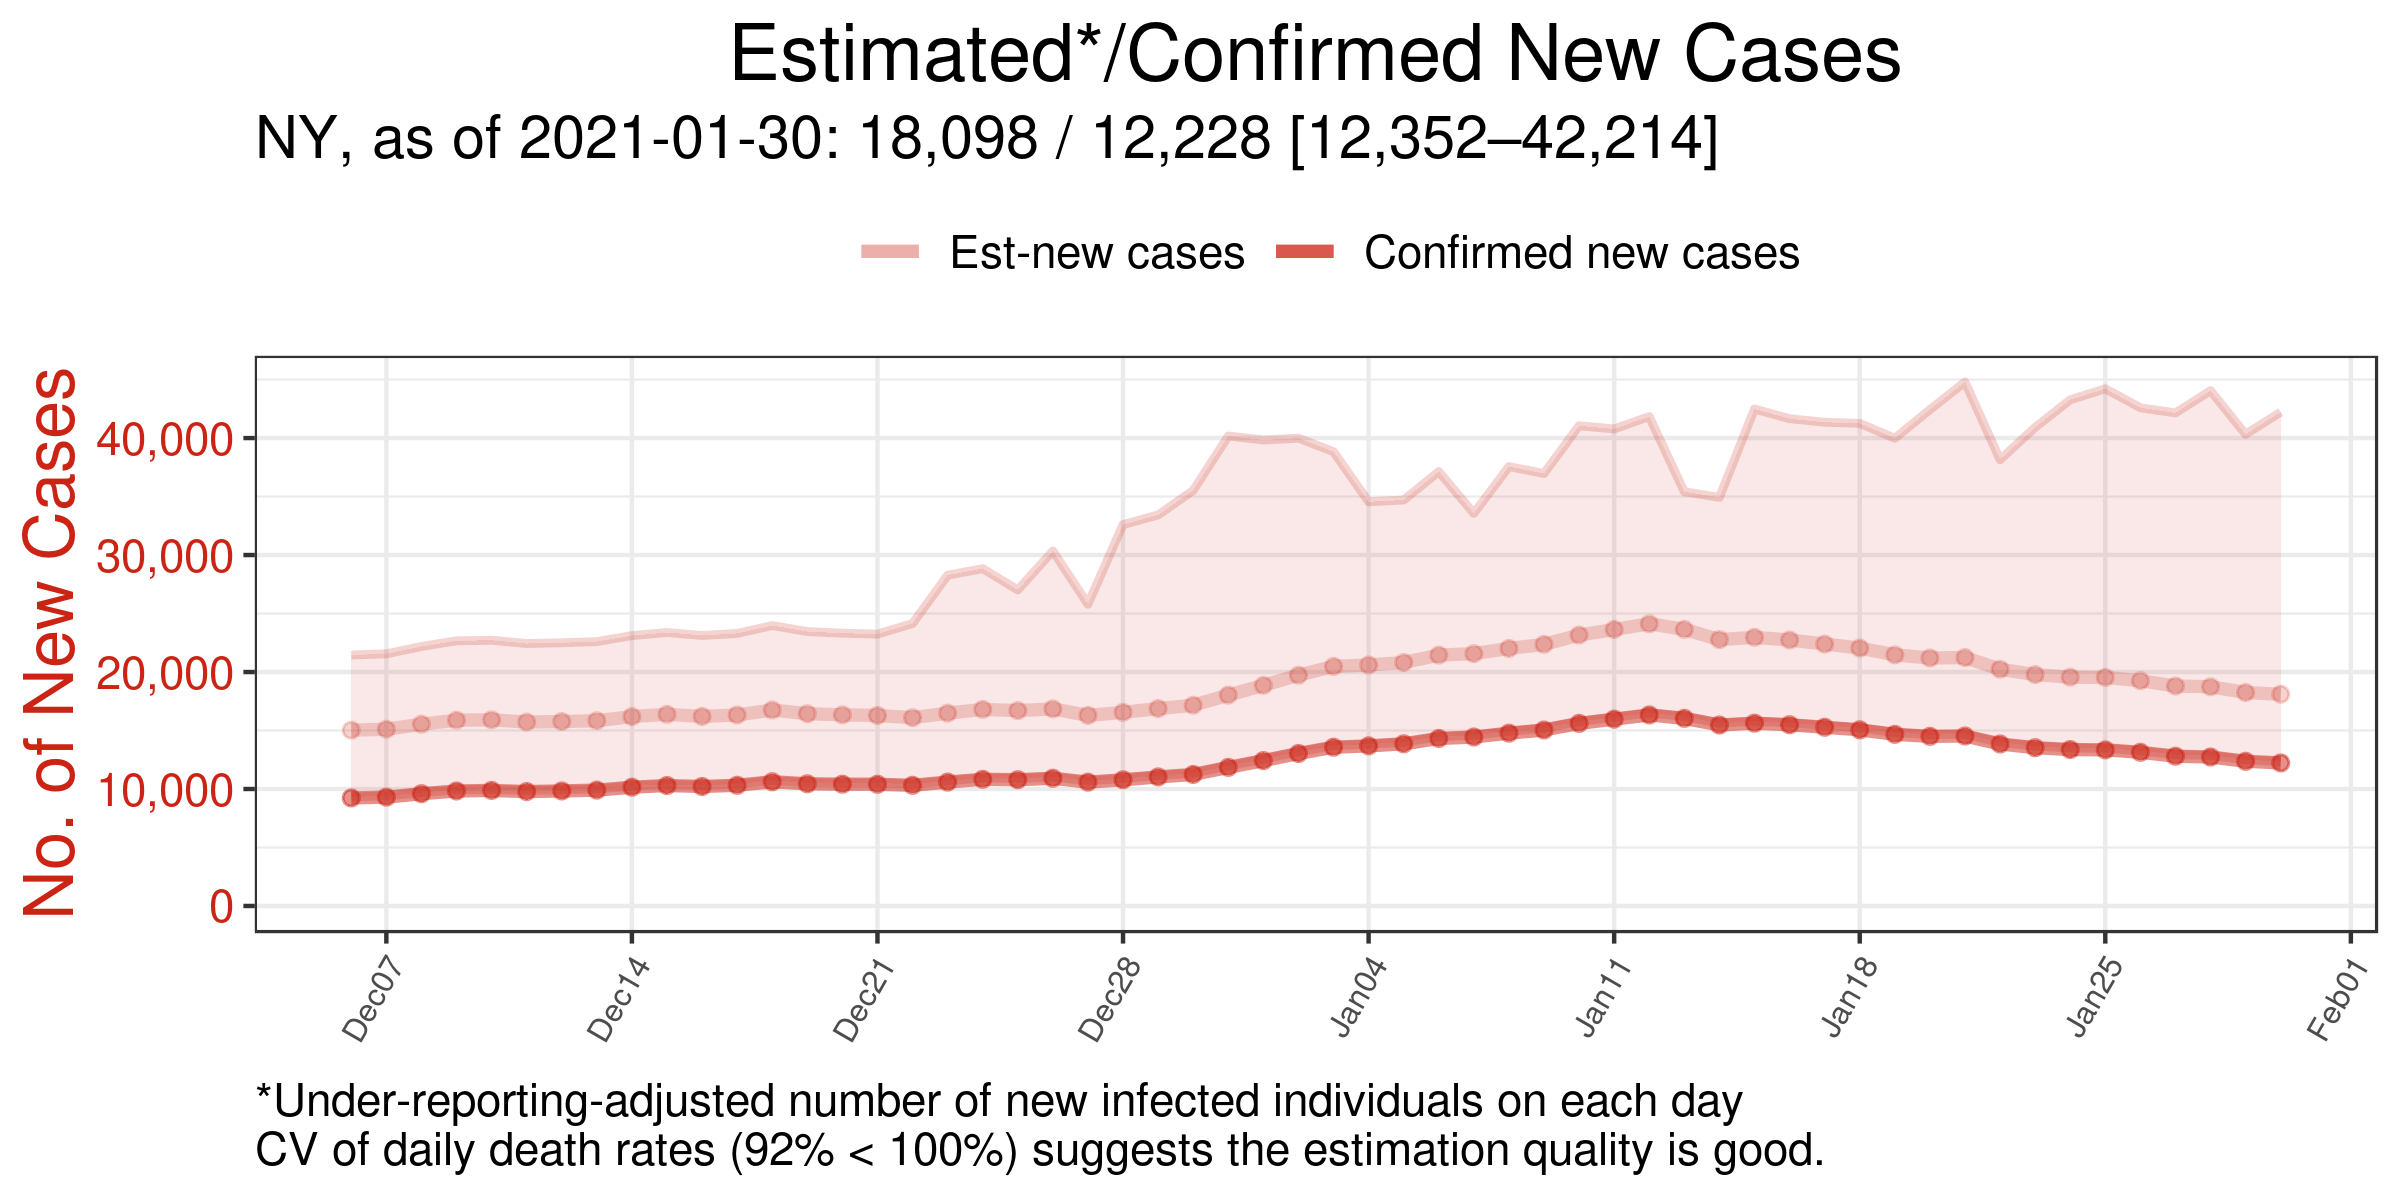 Estimated*/Confirmed New Cases
NY, as of 2021-01-30: 18,098 / 12,228 [12,352–42,214]
Est-new cases Confirmed new cases
No. of New Cases
40,000
30,000
20,000
10,000
0
Dec07 Dec14 Dec21 Dec28 Jan04 Jan11 Jan18 Jan25 Feb01
*Under-reporting-adjusted number of new infected individuals on each day
CV of daily death rates (92% < 100%) suggests the estimation quality is good.